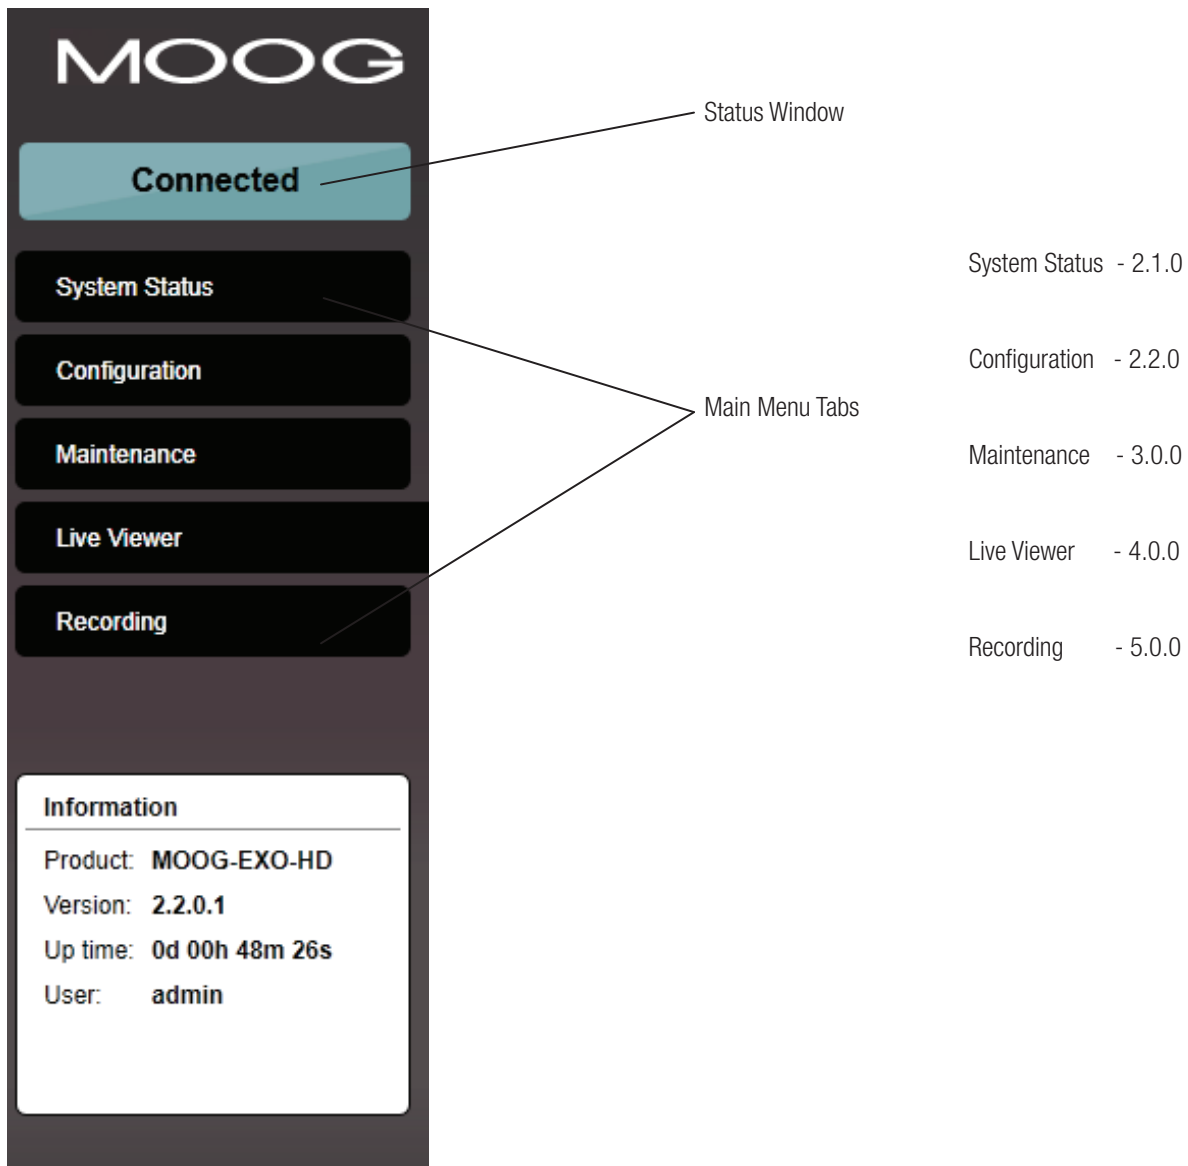 MOOG
Status Window
Connected
System Status
Configuration
Maintenance
Live Viewer
Recording
Main Menu Tabs
System Status - 2.1.0
Configuration - 2.2.0
Maintenance - 3.0.0
Live Viewer - 4.0.0
Recording - 5.0.0
Information
Product: MOOG-EXO-HD
Version: 2.2.0.1
Up time: 0d 00h 48m 26s
User: admin